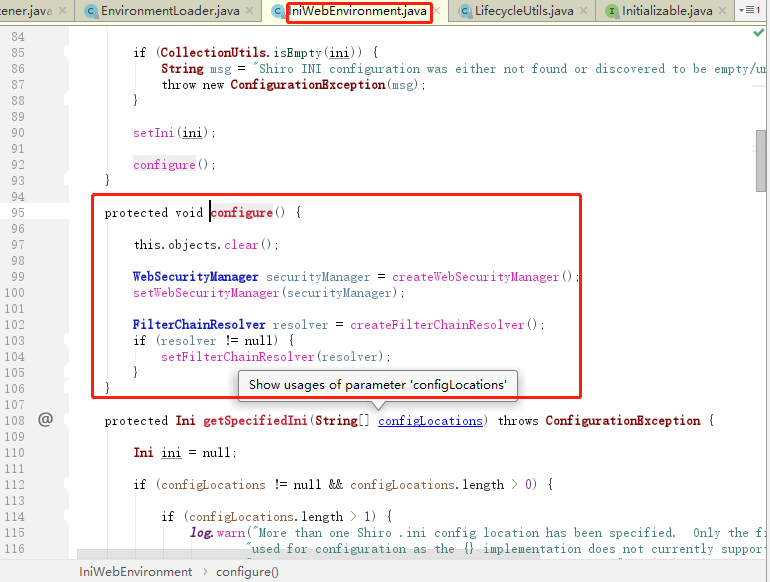 tener.java EnvironmentLoader.java IniWebEnvironment.java LifecycleUtils.java Initializable.java 1
84
85 if (CollectionUtils.isEmpty(ini)) {
86 String msg = "Shiro INI configuration was either not found or discovered to be empty/un
87 throw new ConfigurationException(msg);
88 }
89
90 setIni(ini);
91
92 configure();
93 }
94
95 protected void configure() {
96
97 this.objects.clear();
98
99 WebSecurityManager securityManager = createWebSecurityManager();
100 setWebSecurityManager(securityManager);
101
102 FilterChainResolver resolver = createFilterChainResolver();
103 if (resolver != null) {
104 setFilterChainResolver(resolver);
105 }
106 }
Show usages of parameter 'configLocations'
107
108 @ protected Ini getSpecifiedIni(String[] configLocations) throws ConfigurationException {
109
110 Ini ini = null;
111
112 if (configLocations != null && configLocations.length > 0) {
113
114 if (configLocations.length > 1) {
115 log.warn("More than one Shiro .ini config location has been specified. Only the fi
116 "used for configuration as the {} implementation does not currently support
IniWebEnvironment › configure()